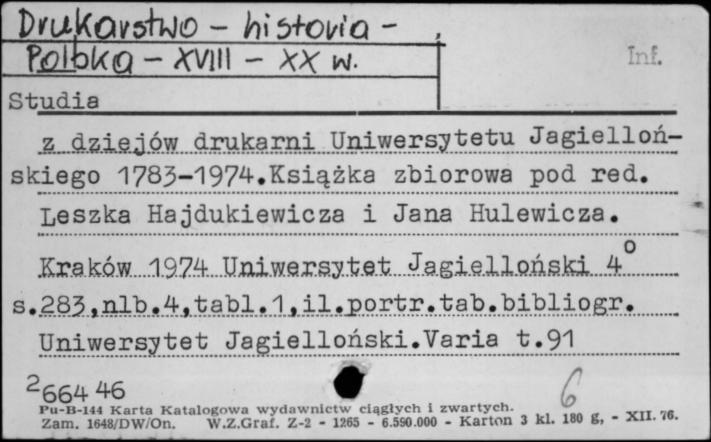 Drukarstwo - historia -
Polska - XVIII - XX w.
Inf.
Studia
z dziejów drukarni Uniwersytetu Jagielloń-
skiego 1783-1974.Książka zbiorowa pod red.
Leszka Hajdukiewicza i Jana Hulewicza.
Kraków 1974 Uniwersytet Jagielloński 4°
s.283,nlb.4,tabl.1,il.portr.tab.bibliogr.
Uniwersytet Jagielloński.Varia t.91
²664 46
6
Pu-B-144 Karta Katalogowa wydawnictw ciągłych i zwartych.
Zam. 1648/DW/On. W.Z.Graf. Z-2 - 1265 - 6.590.000 - Karton 3 kl. 180 g, - XII. 76.